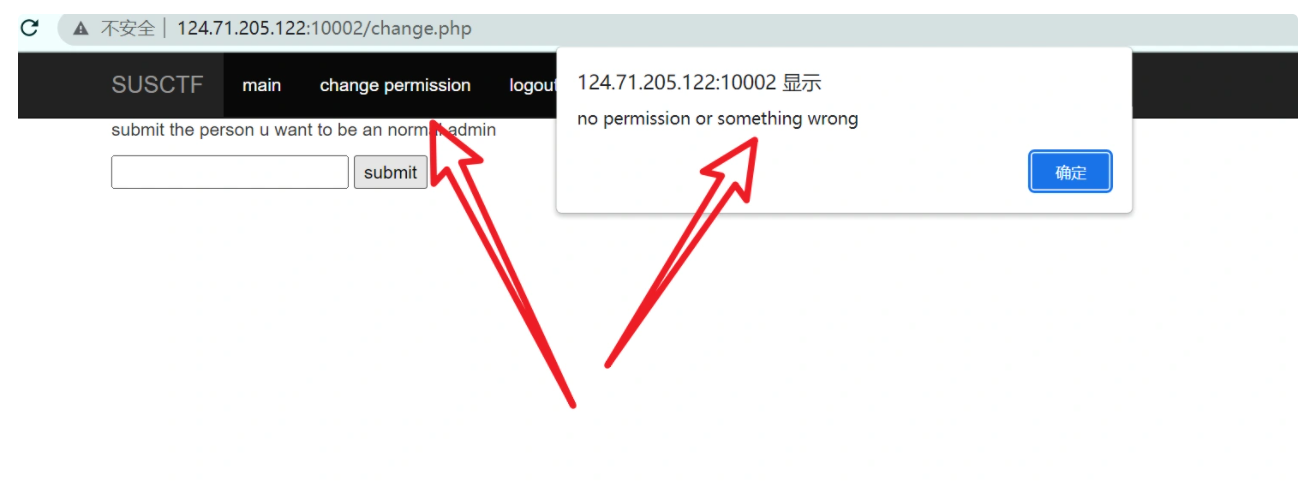 不安全 | 124.71.205.122:10002/change.php
SUSCTF main change permission logout
124.71.205.122:10002 显示
no permission or something wrong
submit the person u want to be an normal admin
submit
确定